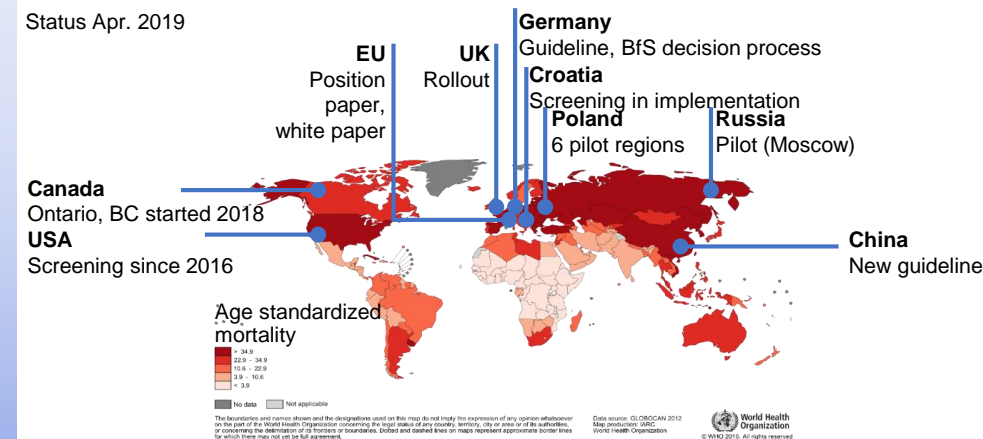 Status Apr. 2019
Germany
Guideline, BfS decision process
EU
Position
paper,
white paper
UK
Rollout
Croatia
Screening in implementation
Poland
6 pilot regions
Russia
Pilot (Moscow)
Canada
Ontario, BC started 2018
USA
Screening since 2016
China
New guideline
Age standardized
mortality
> 34.9
22.9 - 34.9
10.6 - 22.9
3.9 - 10.6
< 3.9
No data
Not applicable
The boundaries and names shown and the designations used on this map do not imply the expression of any opinion whatsoever
on the part of the World Health Organization concerning the legal status of any country, territory, city or area or of its authorities,
or concerning the delimitation of its frontiers or boundaries. Dotted and dashed lines on maps represent approximate border lines
for which there may not yet be full agreement.
Data source: GLOBOCAN 2012
Map production: IARC
World Health Organization
World Health
Organization
© WHO 2015. All rights reserved